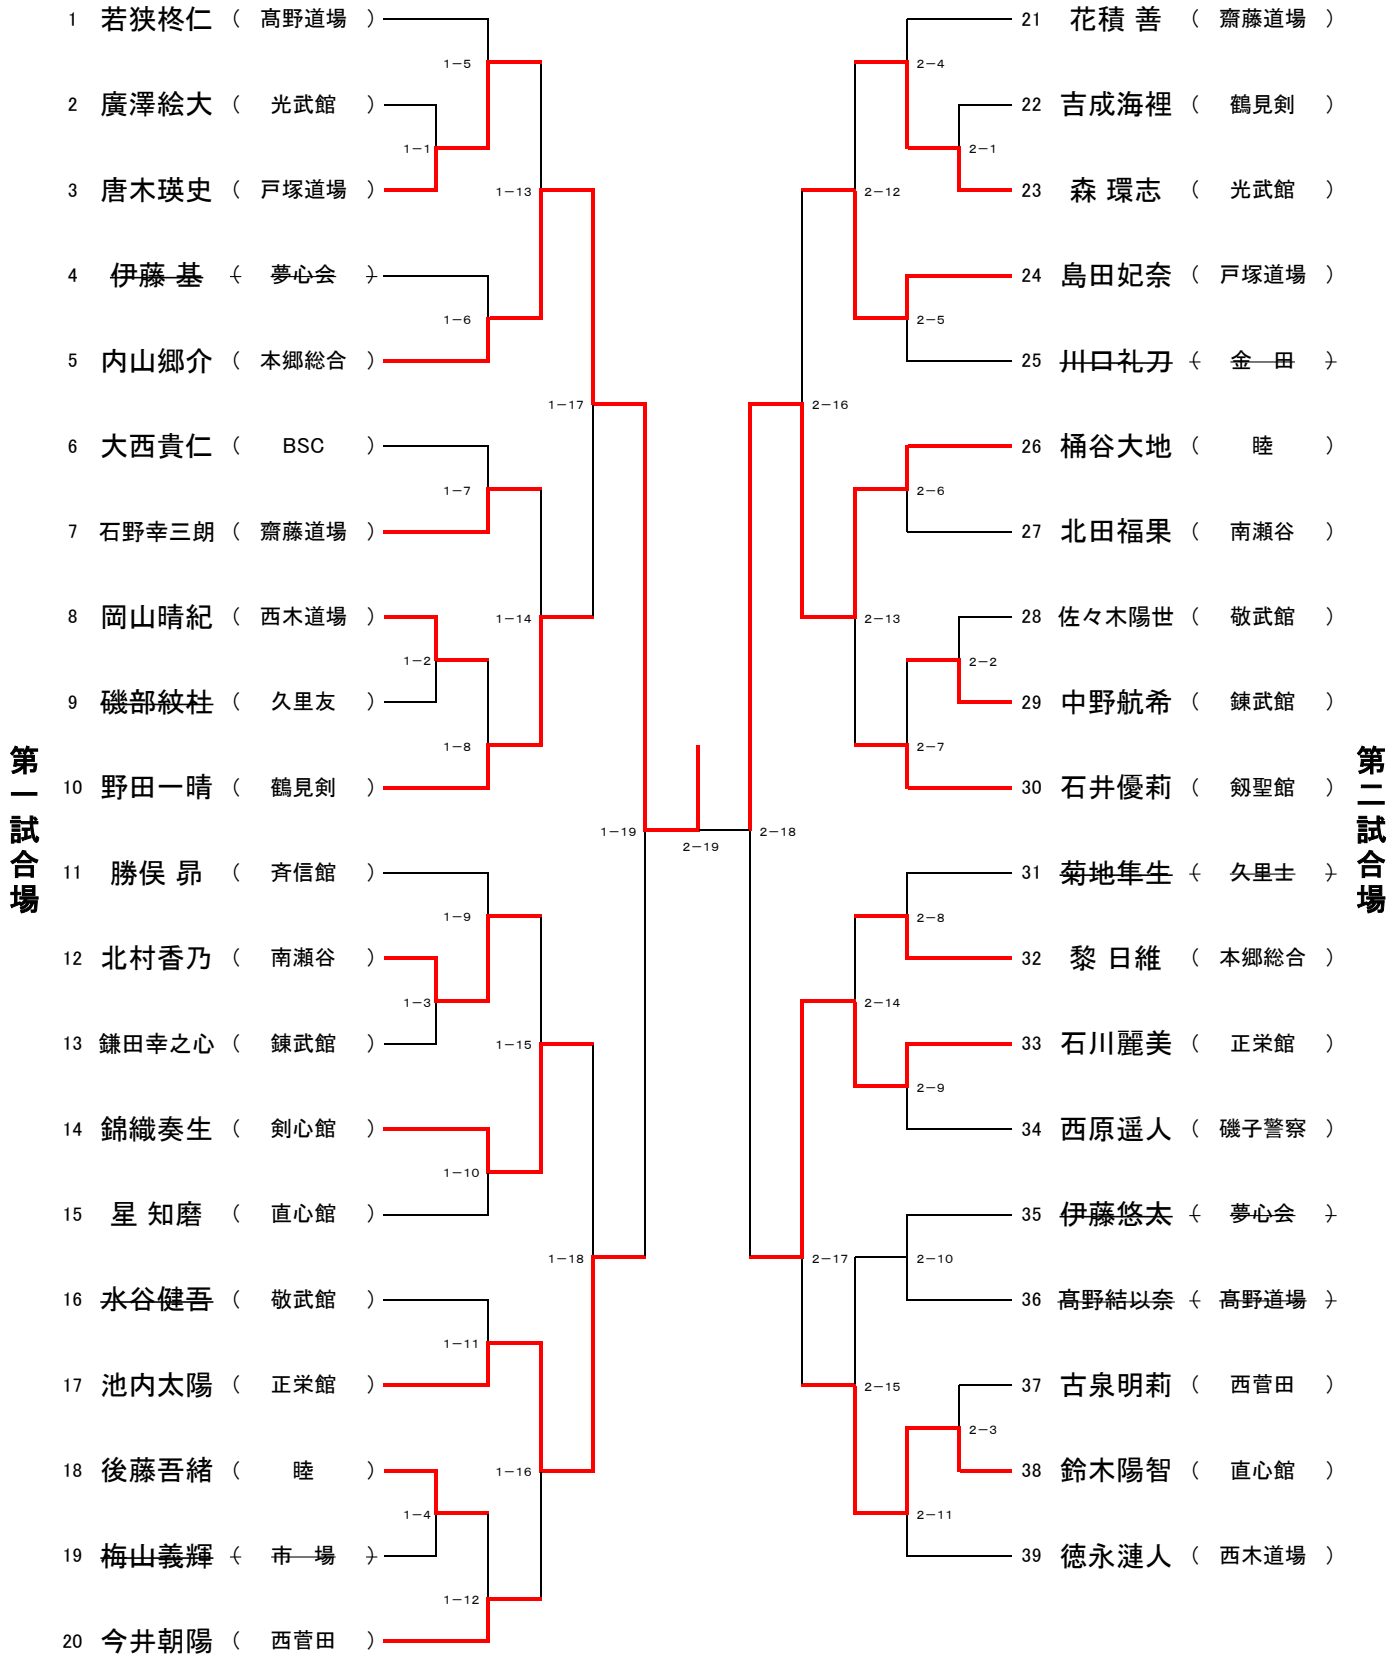 第一試合場
1 若狭柊仁 （ 髙野道場 ）
2 廣澤絵大 （ 光武館 ）
3 唐木瑛史 （ 戸塚道場 ）
4 伊藤 基 （ 夢心会 ）
5 内山郷介 （ 本郷総合 ）
6 大西貴仁 （ BSC ）
7 石野幸三朗 （ 齋藤道場 ）
8 岡山晴紀 （ 西木道場 ）
9 磯部紋杜 （ 久里友 ）
10 野田一晴 （ 鶴見剣 ）
11 勝俣 昴 （ 斉信館 ）
12 北村香乃 （ 南瀬谷 ）
13 鎌田幸之心 （ 錬武館 ）
14 錦織奏生 （ 剣心館 ）
15 星 知磨 （ 直心館 ）
16 水谷健吾 （ 敬武館 ）
17 池内太陽 （ 正栄館 ）
18 後藤吾緒 （ 睦 ）
19 梅山義輝 （ 市 場 ）
20 今井朝陽 （ 西菅田 ）
1－5
1－1
1－13
1－6
1－17
1－7
1－14
1－2
1－8
1－19
1－9
1－3
1－15
1－10
1－18
1－11
1－16
1－4
1－12
2－19
2－4
2－1
2－12
2－5
2－16
2－6
2－13
2－2
2－7
2－18
2－8
2－14
2－9
2－17
2－10
2－15
2－3
2－11
21 花積 善 （ 齋藤道場 ）
22 吉成海裡 （ 鶴見剣 ）
23 森 環志 （ 光武館 ）
24 島田妃奈 （ 戸塚道場 ）
25 川口礼刀 （ 金 田 ）
26 桶谷大地 （ 睦 ）
27 北田福果 （ 南瀬谷 ）
28 佐々木陽世 （ 敬武館 ）
29 中野航希 （ 錬武館 ）
30 石井優莉 （ 剱聖館 ）
31 菊地隼生 （ 久里士 ）
32 黎 日維 （ 本郷総合 ）
33 石川麗美 （ 正栄館 ）
34 西原遥人 （ 磯子警察 ）
35 伊藤悠太 （ 夢心会 ）
36 髙野結以奈 （ 髙野道場 ）
37 古泉明莉 （ 西菅田 ）
38 鈴木陽智 （ 直心館 ）
39 徳永漣人 （ 西木道場 ）
第二試合場